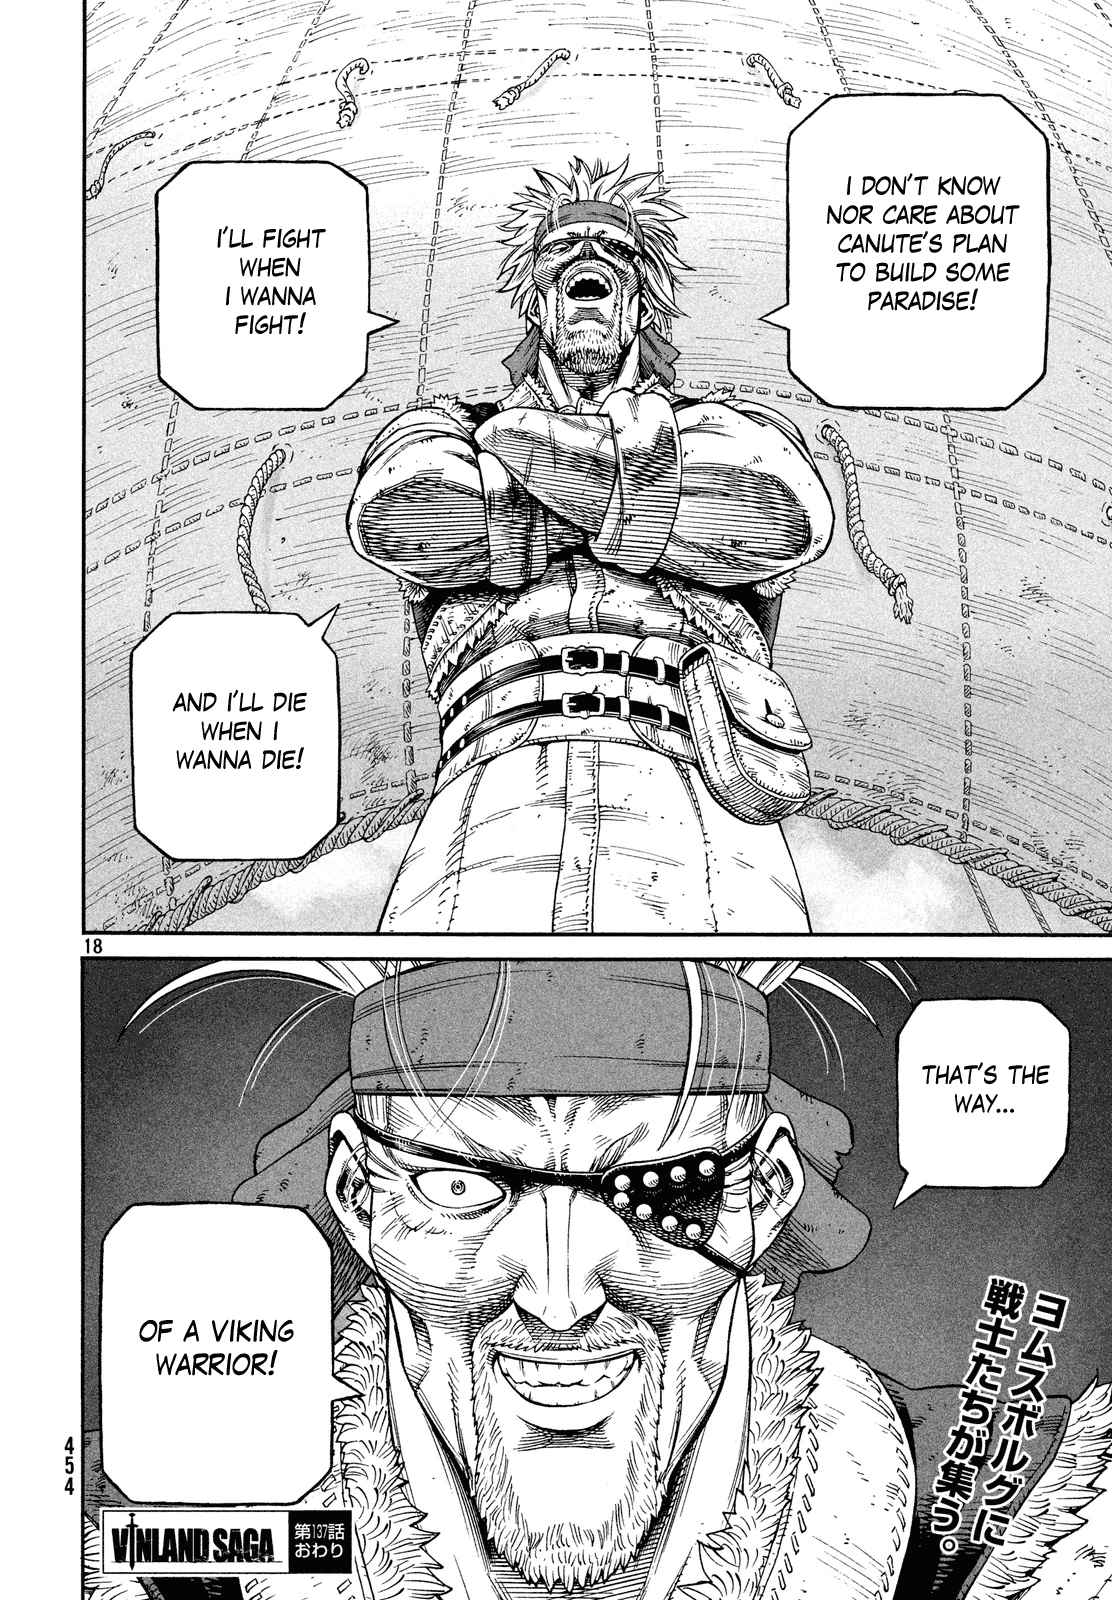 I DON'T KNOW
NOR CARE ABOUT
CANUTE'S PLAN
TO BUILD SOME
PARADISE!
I'LL FIGHT
WHEN
I WANNA
FIGHT!
AND I'LL DIE
WHEN I
WANNA DIE!
18
THAT'S THE
WAY...
OF A VIKING
WARRIOR!
ヨムスボルグに
戦士たちが集う。
454
VINLAND SAGA
第137話
おわり